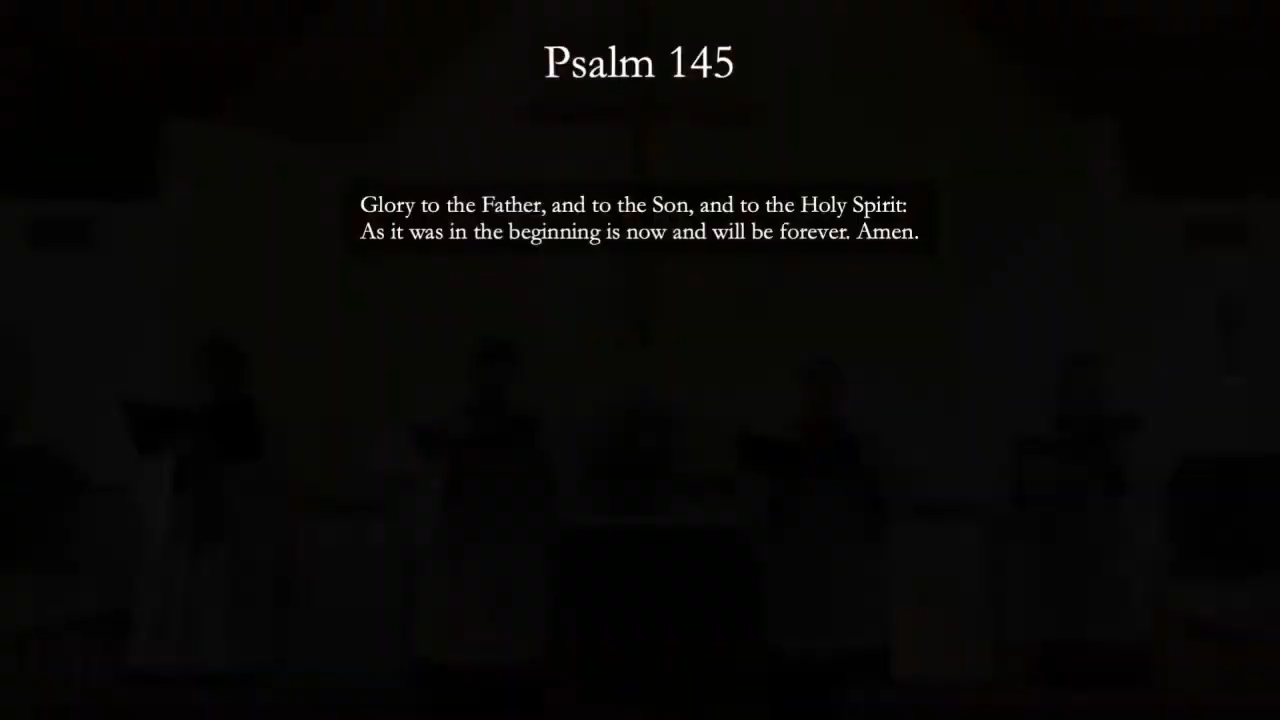 Psalm 145
Glory to the Father, and to the Son, and to the Holy Spirit:
As it was in the beginning is now and will be forever. Amen.